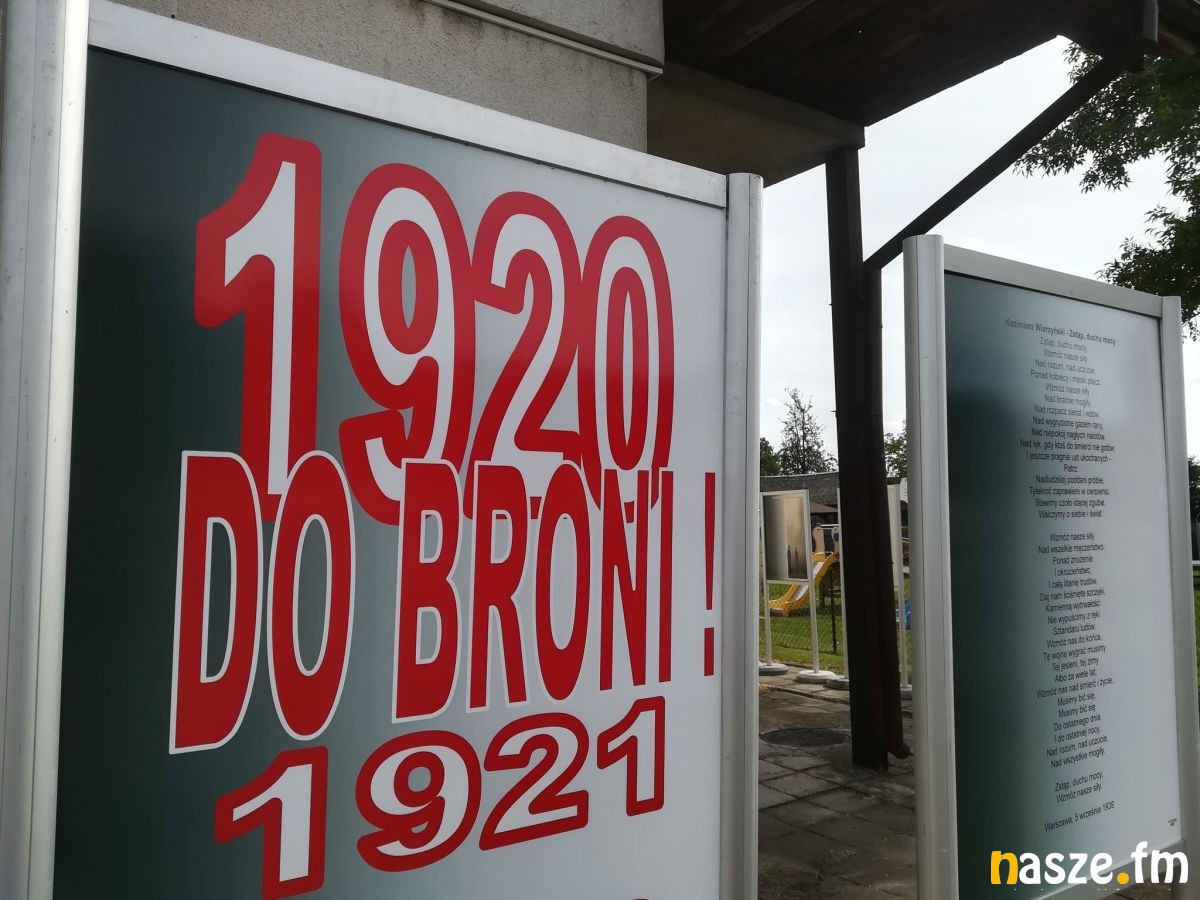 1920
DO BRONI !
1921
Kazimierz Wierzyński - Zstąp, duchu mocy
Zstąp, duchu mocy,
Wzmóż nasze siły
Nad rozum, nad uczucie,
Ponad kobiecy i męski płacz.
Wzmóż nasze siły
Nad bratnie mogiły,
Nad rozpacz sierot i wdów,
Nad wygryzione gazem rany,
Nad niepokój nagłych nalotów.
Nad lęk, gdy ktoś do śmierci nie gotów,
I jeszcze pragnie ust ukochanych -
Patrz.
Nadludzkiej poddani próbie,
Tylekroć zaprawieni w cierpieniu,
Stawimy czoło idącej zgubie,
Walczymy o siebie i świat.
Wzmóż nasze siły
Nad wszelkie męczeństwo,
Ponad znużenie
I okrucieństwo,
I całą litanię trudów,
Daj nam ściśnięte szczęki,
Kamienną wytrwałość:
Nie wypuścimy z ręki
Sztandaru ludów.
Wzmóż nas do końca,
Tę wojnę wygrać musimy
Tej jesieni, tej zimy
Albo za wiele lat.
Wzmóż nas nad śmierć i życie,
Musimy bić się,
Musimy bić się
Do ostatniego dnia
I do ostatniej nocy,
Nad rozum, nad uczucie,
Nad wszystkie mogiły.
Zstąp, duchu mocy,
Wzmóż nasze siły.
Warszawa, 5 września 1939
nasze.fm